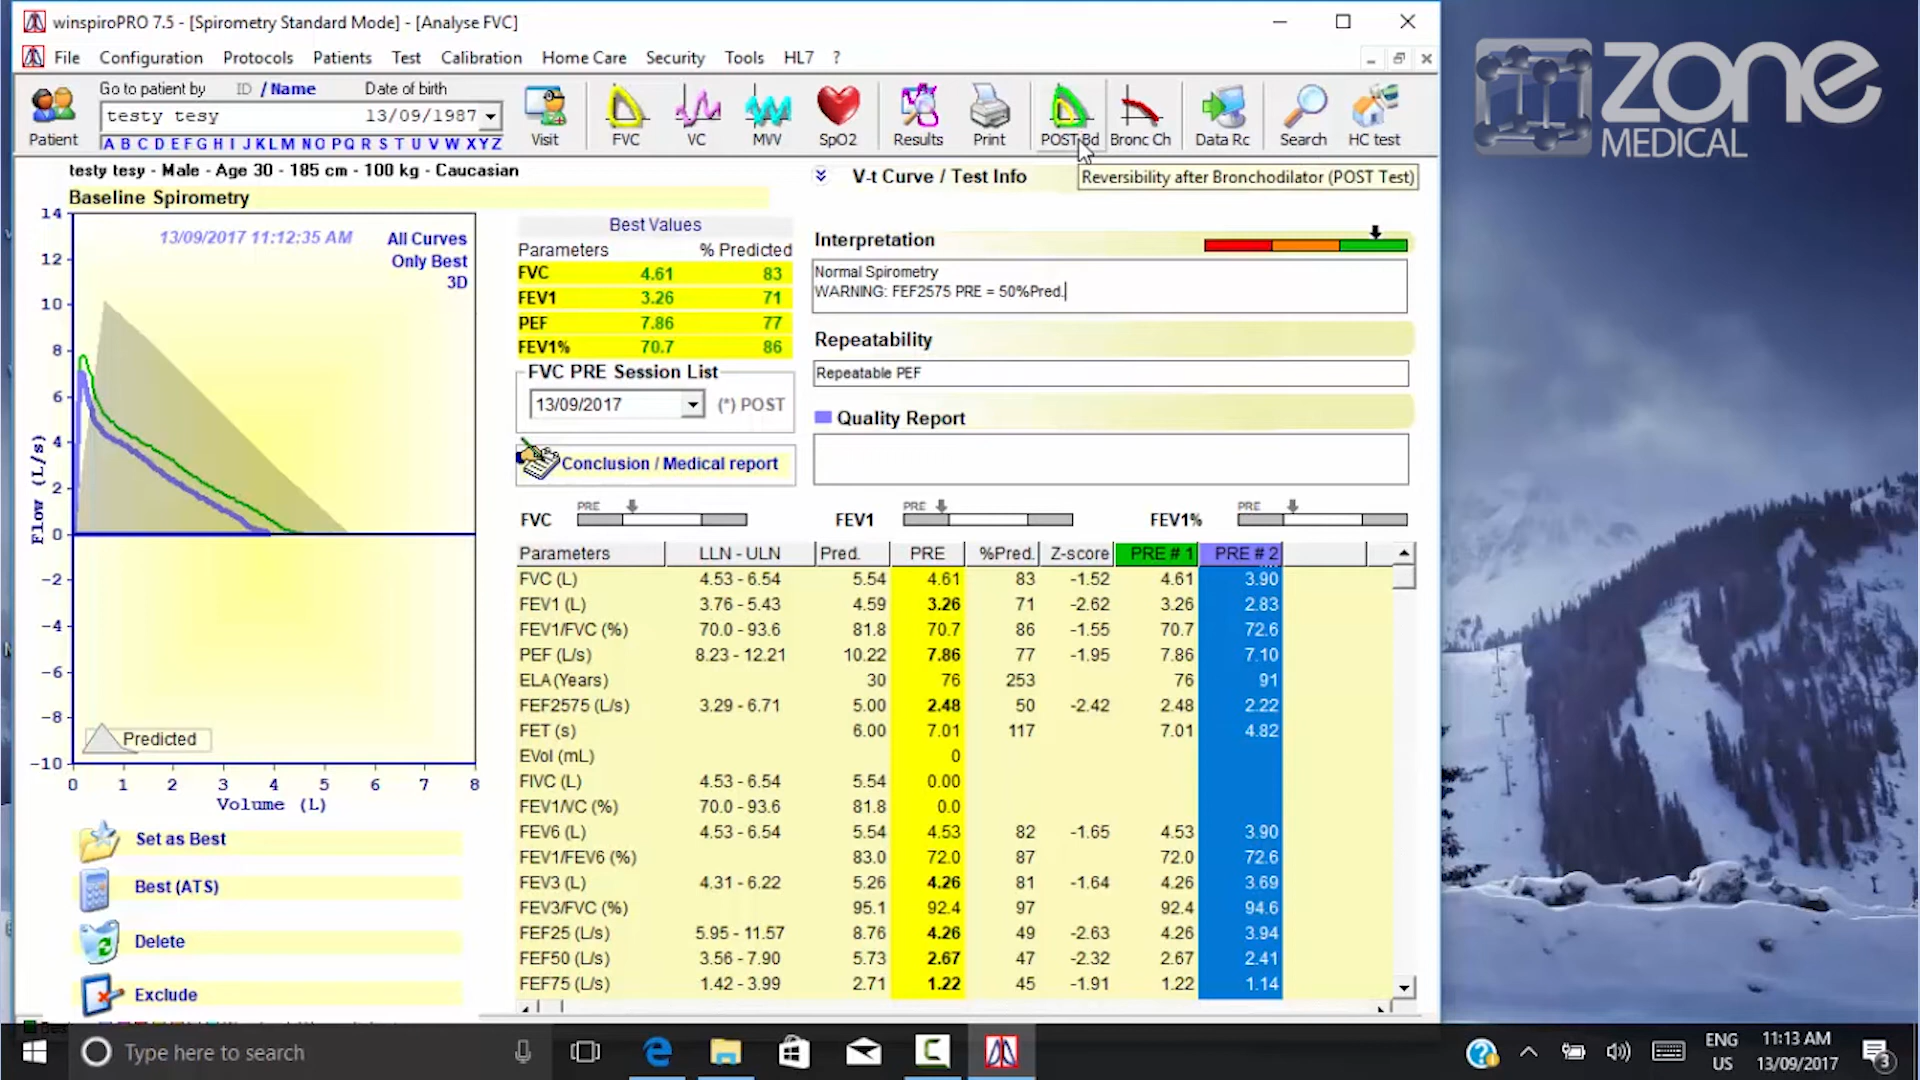 winspiroPRO 7.5 - [Spirometry Standard Mode] - [Analyse FVC]
File Configuration Protocols Patients Test Calibration Home Care Security Tools HL7 ?
Go to patient by ID / Name Date of birth
testy tesy 13/09/1987
A B C D E F G H I J K L M N O P Q R S T U V W X Y Z
Patient Visit FVC VC MVV SpO2 Results Print POST Bd Bronc Ch Data Rc Search HC test
zone
MEDICAL
testy tesy - Male - Age 30 - 185 cm - 100 kg - Caucasian
V-t Curve / Test Info
Reversibility after Bronchodilator (POST Test)
Baseline Spirometry
13/09/2017 11:12:35 AM
All Curves
Only Best
3D
14
12
10
8
6
4
2
0
-2
-4
-6
-8
-10
Flow (L/s)
Predicted
0 1 2 3 4 5 6 7 8
Volume (L)
Set as Best
Best (ATS)
Delete
Exclude
Best Values
Parameters % Predicted
FVC 4.61 83
FEV1 3.26 71
PEF 7.86 77
FEV1% 70.7 86
FVC PRE Session List
13/09/2017 (*) POST
Conclusion / Medical report
Interpretation
Normal Spirometry
WARNING: FEF2575 PRE = 50%Pred.
Repeatability
Repeatable PEF
Quality Report
FVC PRE FEV1 PRE FEV1% PRE
Parameters LLN - ULN Pred. PRE %Pred. Z-score PRE # 1 PRE # 2
FVC (L) 4.53 - 6.54 5.54 4.61 83 -1.52 4.61 3.90
FEV1 (L) 3.76 - 5.43 4.59 3.26 71 -2.62 3.26 2.83
FEV1/FVC (%) 70.0 - 93.6 81.8 70.7 86 -1.55 70.7 72.6
PEF (L/s) 8.23 - 12.21 10.22 7.86 77 -1.95 7.86 7.10
ELA (Years) 30 76 253 76 91
FEF2575 (L/s) 3.29 - 6.71 5.00 2.48 50 -2.42 2.48 2.22
FET (s) 6.00 7.01 117 7.01 4.82
EVol (mL) 0
FIVC (L) 4.53 - 6.54 5.54 0.00
FEV1/VC (%) 70.0 - 93.6 81.8 0.0
FEV6 (L) 4.53 - 6.54 5.54 4.53 82 -1.65 4.53 3.90
FEV1/FEV6 (%) 83.0 72.0 87 72.0 72.6
FEV3 (L) 4.31 - 6.22 5.26 4.26 81 -1.64 4.26 3.69
FEV3/FVC (%) 95.1 92.4 97 92.4 94.6
FEF25 (L/s) 5.95 - 11.57 8.76 4.26 49 -2.63 4.26 3.94
FEF50 (L/s) 3.56 - 7.90 5.73 2.67 47 -2.32 2.67 2.41
FEF75 (L/s) 1.42 - 3.99 2.71 1.22 45 -1.91 1.22 1.14
Type here to search
ENG
US
11:13 AM
13/09/2017
3